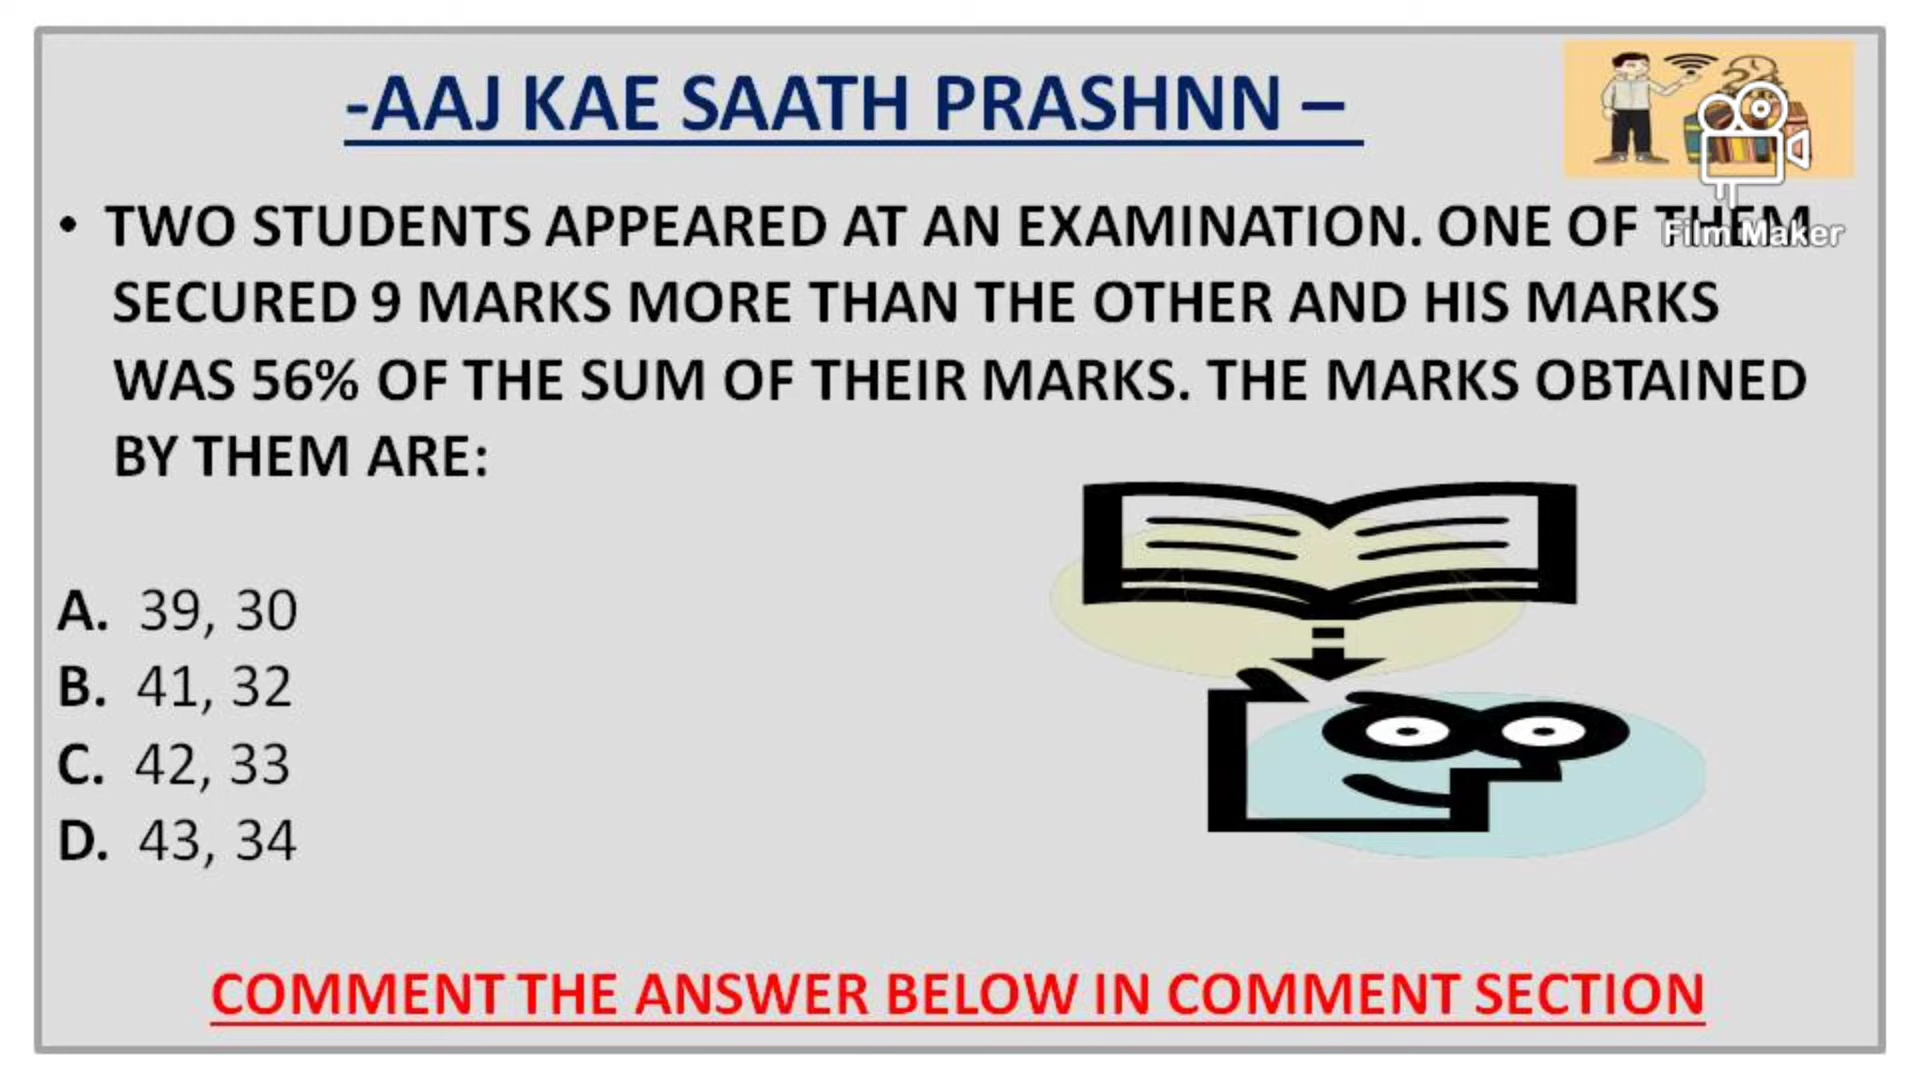 -AAJ KAE SAATH PRASHNN –
• TWO STUDENTS APPEARED AT AN EXAMINATION. ONE OF THEM
Film Maker
SECURED 9 MARKS MORE THAN THE OTHER AND HIS MARKS
WAS 56% OF THE SUM OF THEIR MARKS. THE MARKS OBTAINED
BY THEM ARE:
A. 39, 30
B. 41, 32
C. 42, 33
D. 43, 34
COMMENT THE ANSWER BELOW IN COMMENT SECTION